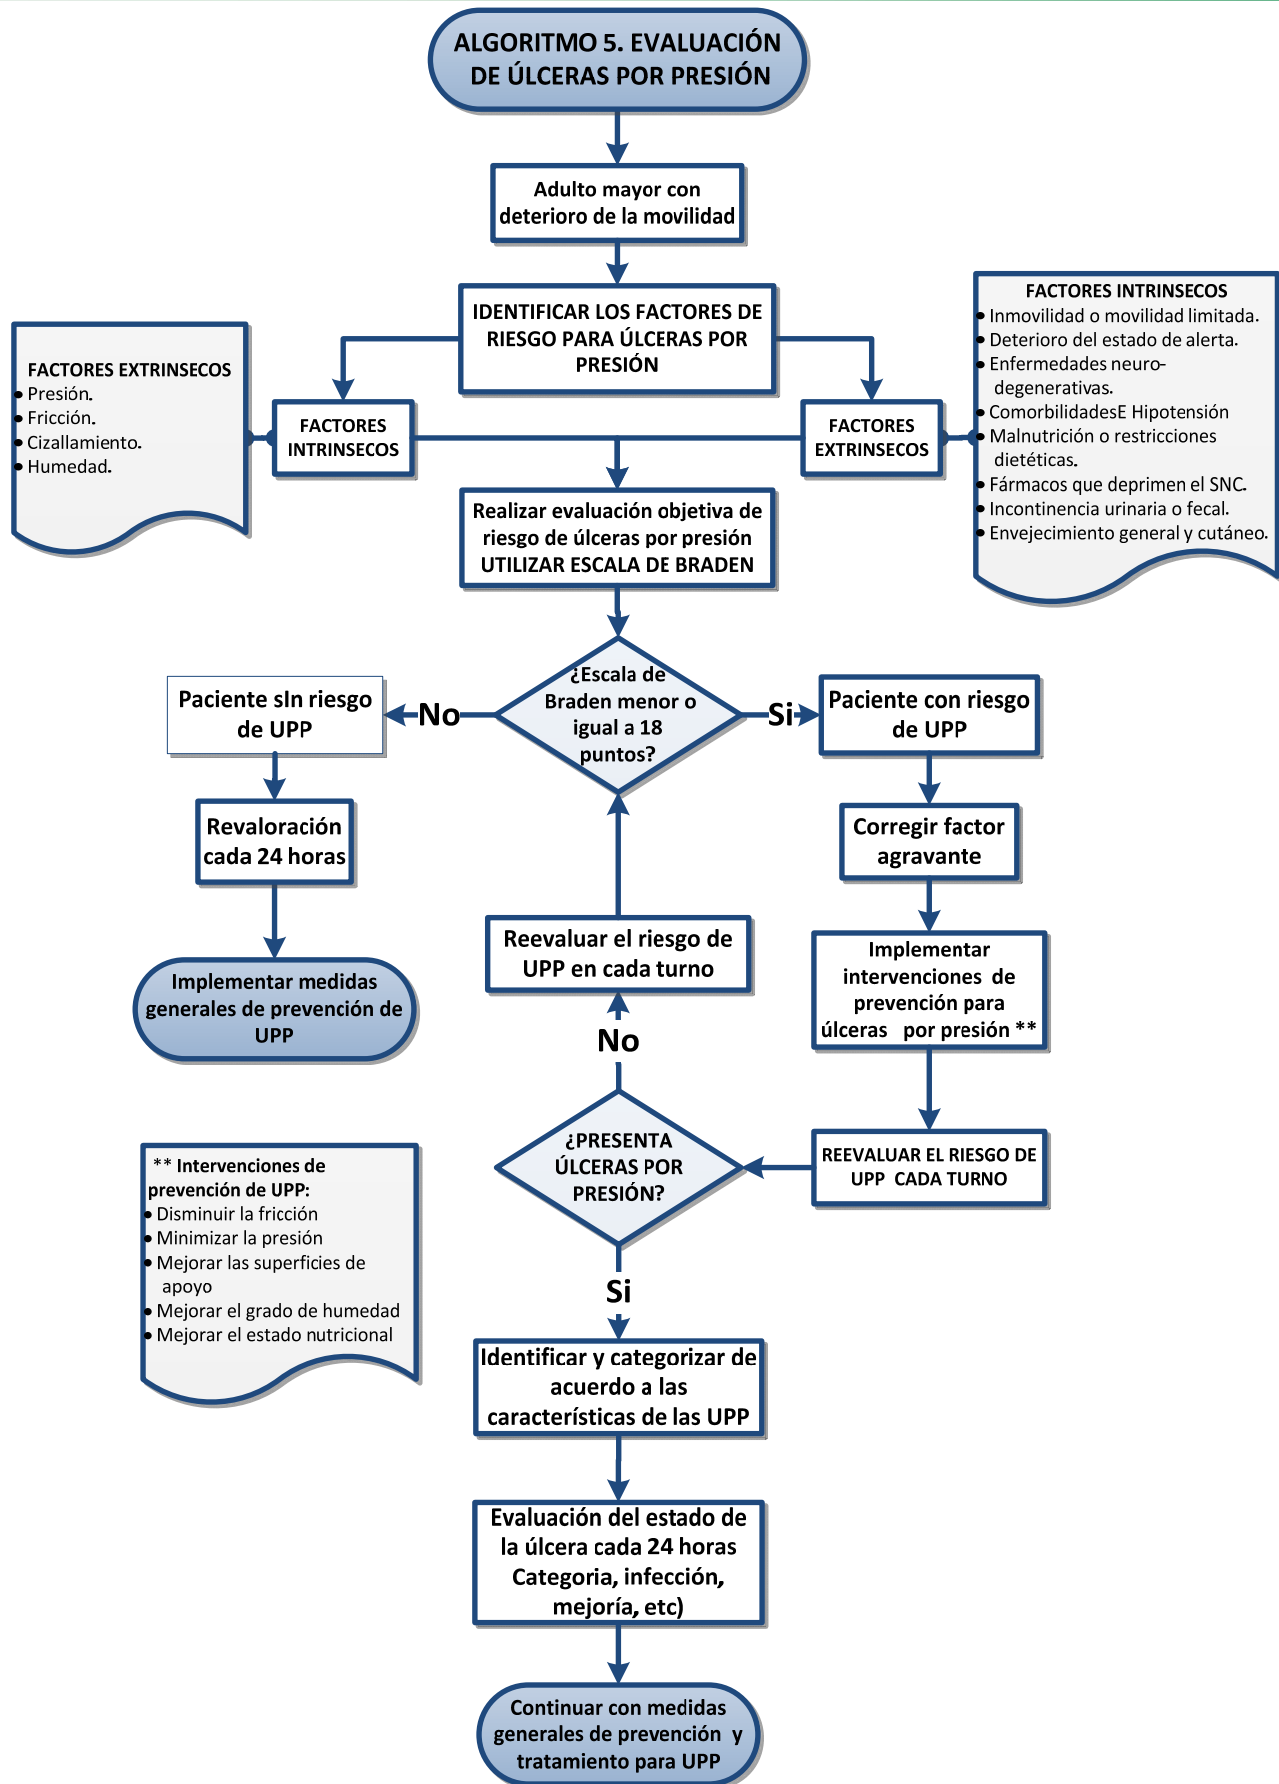 ALGORITMO 5. EVALUACIÓN
DE ÚLCERAS POR PRESIÓN
Adulto mayor con
deterioro de la movilidad
IDENTIFICAR LOS FACTORES DE
RIESGO PARA ÚLCERAS POR
PRESIÓN
FACTORES EXTRINSECOS
• Presión.
• Fricción.
• Cizallamiento.
• Humedad.
FACTORES
INTRINSECOS
FACTORES
EXTRINSECOS
FACTORES INTRINSECOS
• Inmovilidad o movilidad limitada.
• Deterioro del estado de alerta.
• Enfermedades neuro-
degenerativas.
• ComorbilidadesE Hipotensión
• Malnutrición o restricciones
dietéticas.
• Fármacos que deprimen el SNC.
• Incontinencia urinaria o fecal.
• Envejecimiento general y cutáneo.
Realizar evaluación objetiva de
riesgo de úlceras por presión
UTILIZAR ESCALA DE BRADEN
¿Escala de
Braden menor o
igual a 18
puntos?
No
Si
Paciente sIn riesgo
de UPP
Revaloración
cada 24 horas
Implementar medidas
generales de prevención de
UPP
Paciente con riesgo
de UPP
Corregir factor
agravante
Implementar
intervenciones de
prevención para
úlceras por presión **
REEVALUAR EL RIESGO DE
UPP CADA TURNO
Reevaluar el riesgo de
UPP en cada turno
No
¿PRESENTA
ÚLCERAS POR
PRESIÓN?
Si
** Intervenciones de
prevención de UPP:
• Disminuir la fricción
• Minimizar la presión
• Mejorar las superficies de
apoyo
• Mejorar el grado de humedad
• Mejorar el estado nutricional
Identificar y categorizar de
acuerdo a las
características de las UPP
Evaluación del estado de
la úlcera cada 24 horas
Categoria, infección,
mejoría, etc)
Continuar con medidas
generales de prevención y
tratamiento para UPP